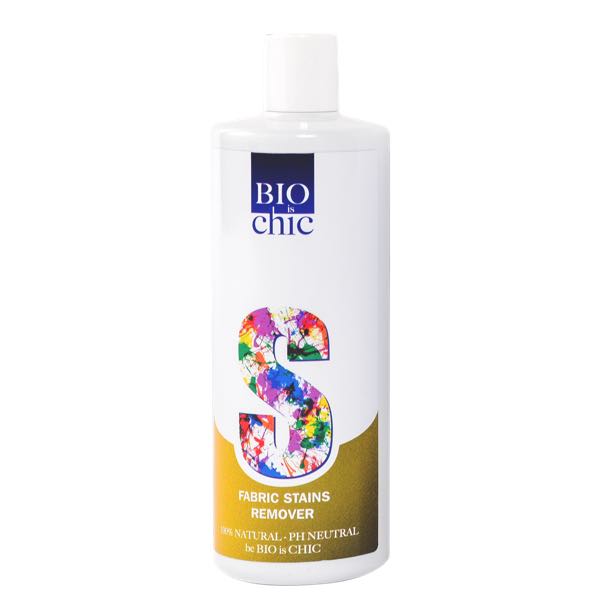 BIO
is
chic
S
FABRIC STAINS
REMOVER
100% NATURAL - PH NEUTRAL
be BIO is CHIC